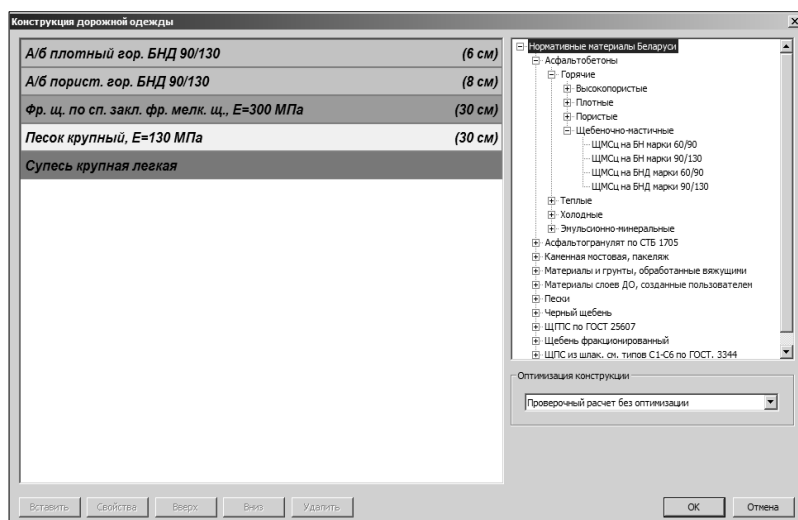 Конструкция дорожной одежды
А/б плотный гор. БНД 90/130 (6 см)
А/б порист. гор. БНД 90/130 (8 см)
Фр. щ. по сп. закл. фр. мелк. щ., E=300 МПа (30 см)
Песок крупный, E=130 МПа (30 см)
Супесь крупная легкая
Нормативные материалы Беларуси
Асфальтобетоны
Горячие
Высокопористые
Плотные
Пористые
Щебеночно-мастичные
ЩМСц на БН марки 60/90
ЩМСц на БН марки 90/130
ЩМСц на БНД марки 60/90
ЩМСц на БНД марки 90/130
Теплые
Холодные
Эмульсионно-минеральные
Асфальтогранулят по СТБ 1705
Каменная мостовая, пакеляж
Материалы и грунты, обработанные вяжущими
Материалы слоев ДО, созданные пользователем
Пески
Черный щебень
ЩГПС по ГОСТ 25607
Щебень фракционированный
ЩПС из шлак. см. типов С1-С6 по ГОСТ. 3344
Оптимизация конструкции
Проверочный расчет без оптимизации
Вставить Свойства Вверх Вниз Удалить OK Отмена